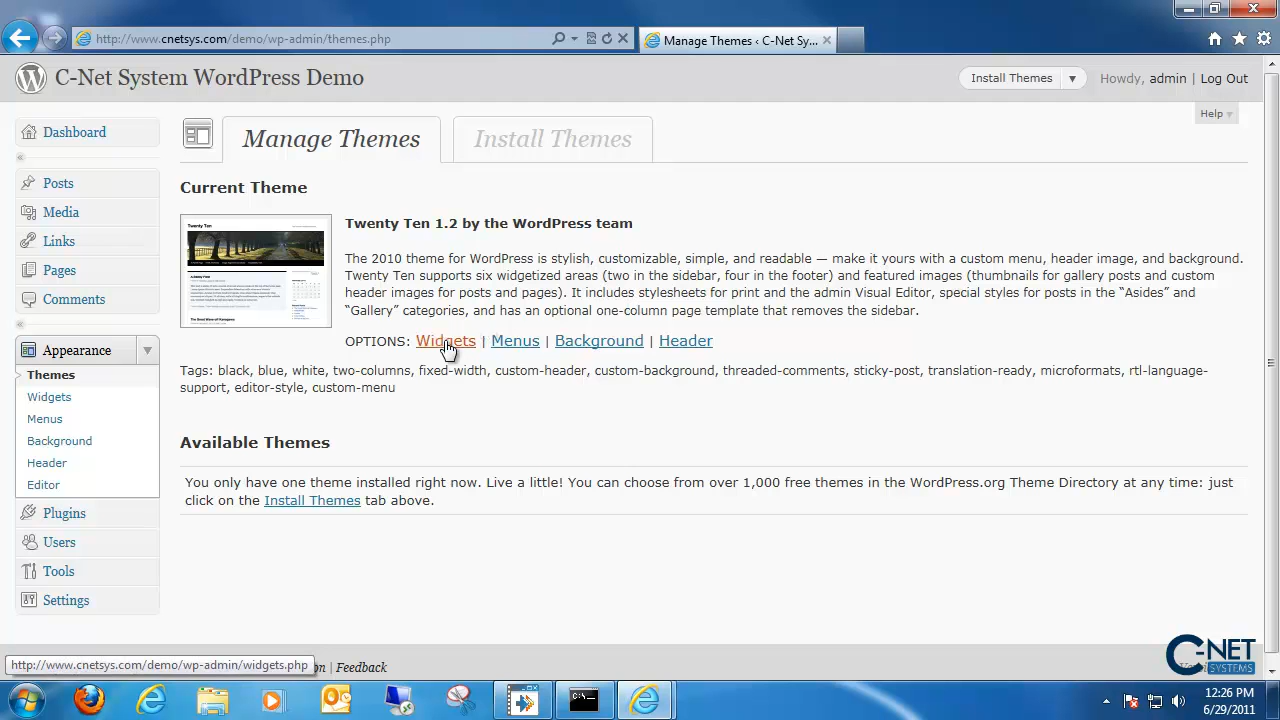 http://www.cnetsys.com/demo/wp-admin/themes.php
Manage Themes ‹ C-Net Sy...
C-Net System WordPress Demo
Install Themes
Howdy, admin | Log Out
Help
Dashboard
Manage Themes
Install Themes
Posts
Media
Links
Pages
Comments
Appearance
Themes
Widgets
Menus
Background
Header
Editor
Plugins
Users
Tools
Settings
Current Theme
Twenty Ten
Twenty Ten 1.2 by the WordPress team
The 2010 theme for WordPress is stylish, customizable, simple, and readable — make it yours with a custom menu, header image, and background.
Twenty Ten supports six widgetized areas (two in the sidebar, four in the footer) and featured images (thumbnails for gallery posts and custom
header images for posts and pages). It includes stylesheets for print and the admin Visual Editor, special styles for posts in the “Asides” and
“Gallery” categories, and has an optional one-column page template that removes the sidebar.
OPTIONS: Widgets | Menus | Background | Header
Tags: black, blue, white, two-columns, fixed-width, custom-header, custom-background, threaded-comments, sticky-post, translation-ready, microformats, rtl-language-
support, editor-style, custom-menu
Available Themes
You only have one theme installed right now. Live a little! You can choose from over 1,000 free themes in the WordPress.org Theme Directory at any time: just
click on the Install Themes tab above.
http://www.cnetsys.com/demo/wp-admin/widgets.php
on | Feedback
C-NET
SYSTEMS
12:26 PM
6/29/2011